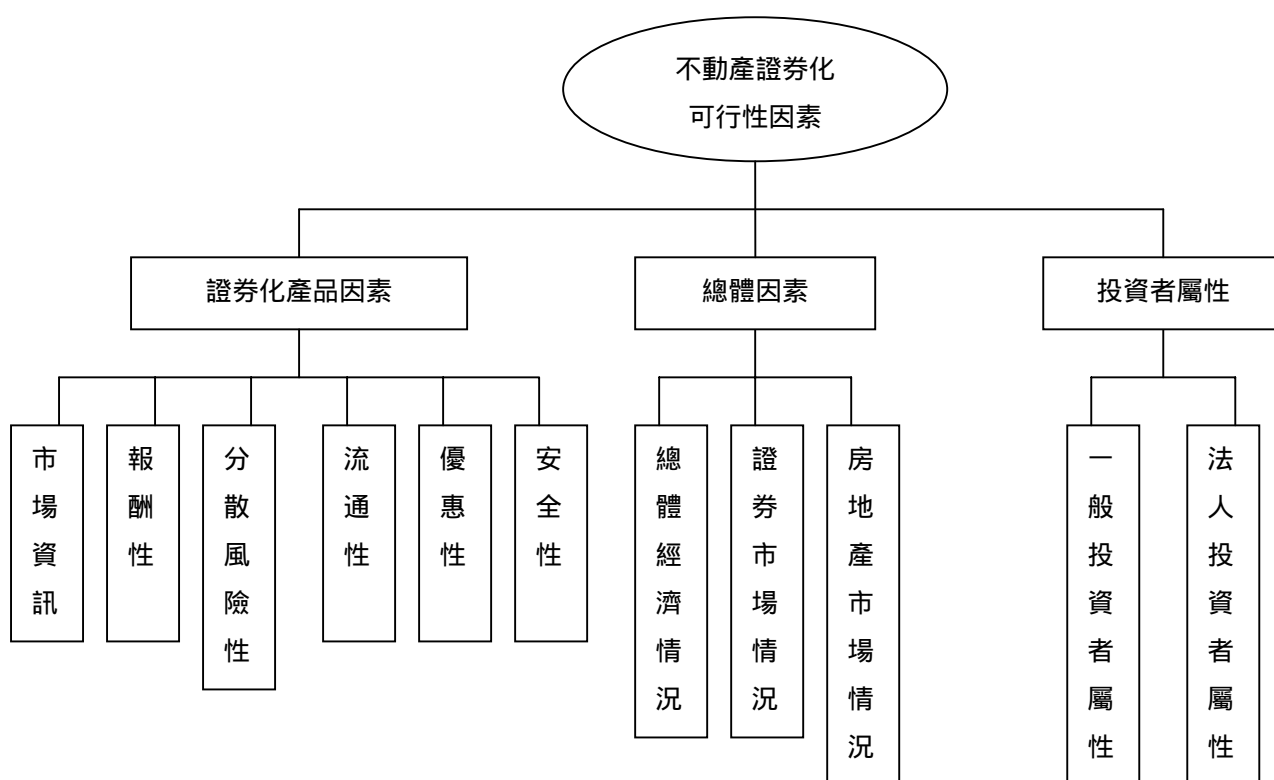 不動產證券化
可行性因素
證券化產品因素
總體因素
投資者屬性
市場資訊
報酬性
分散風險性
流通性
優惠性
安全性
總體經濟情況
證券市場情況
房地產市場情況
一般投資者屬性
法人投資者屬性